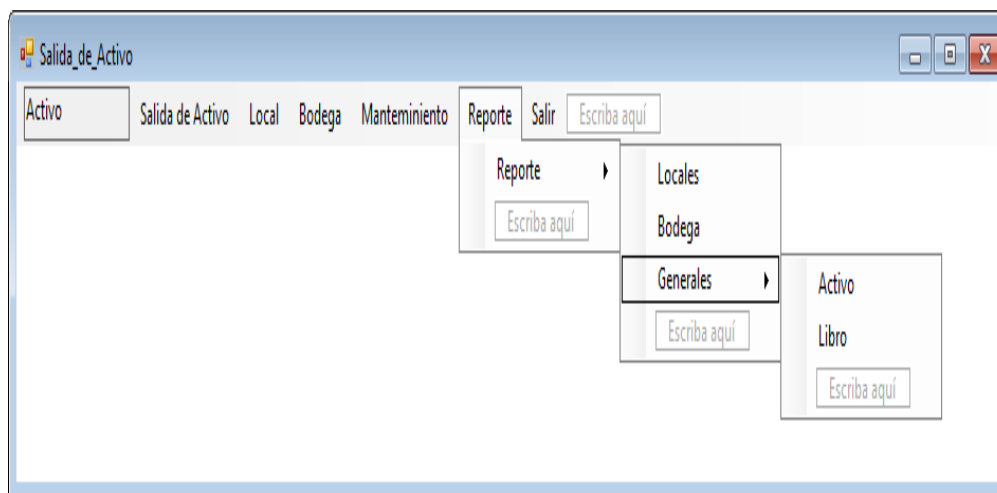 Salida_de_Activo
Activo Salida de Activo Local Bodega Manteminiento Reporte Salir Escriba aquí
Reporte
Escriba aquí
Locales
Bodega
Generales
Escriba aquí
Activo
Libro
Escriba aquí